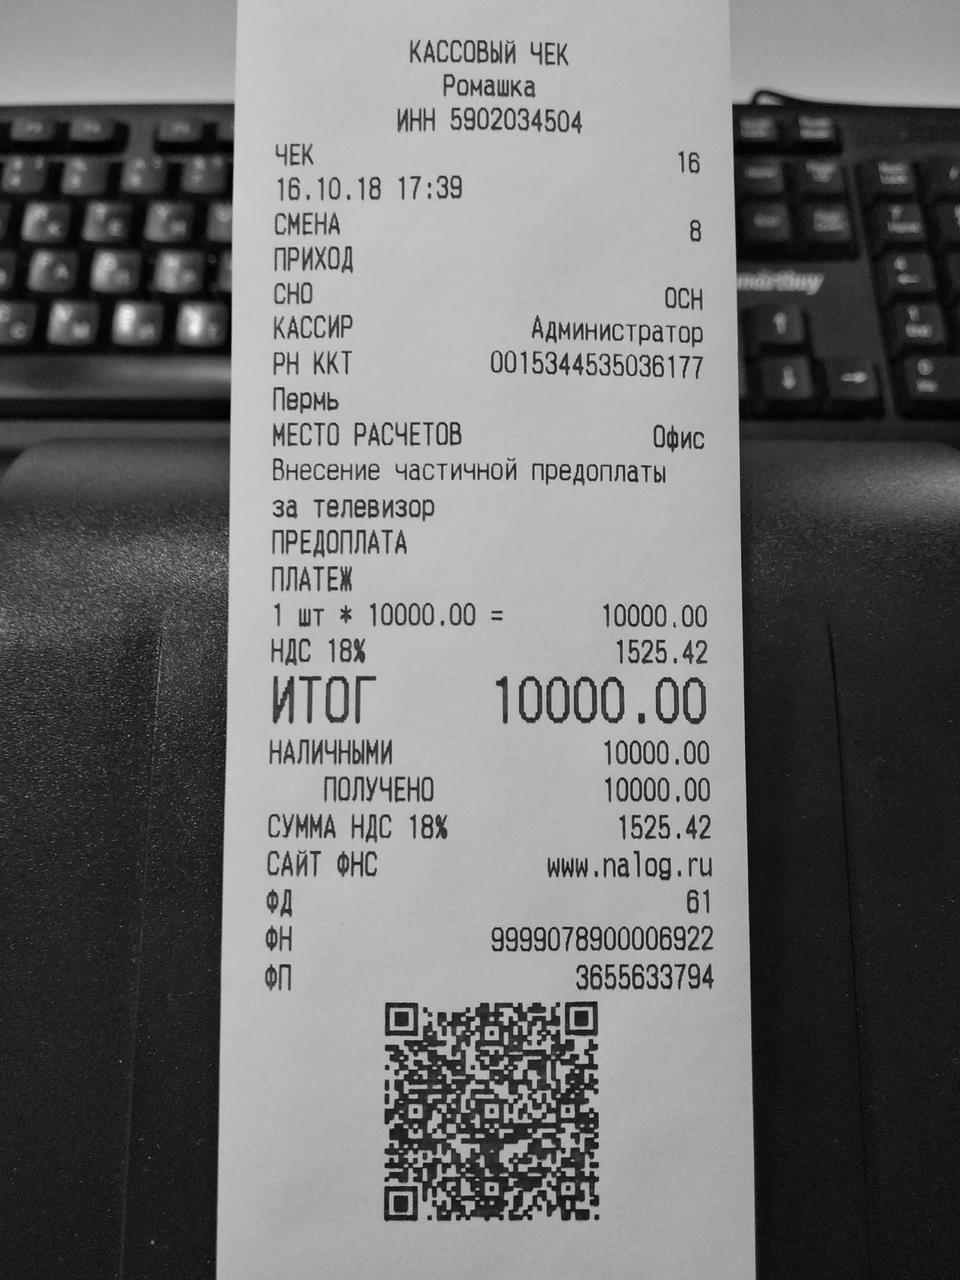 КАССОВЫЙ ЧЕК
Ромашка
ИНН 5902034504
ЧЕК 16
16.10.18 17:39
СМЕНА 8
ПРИХОД
СНО ОСН
КАССИР Администратор
РН ККТ 0015344535036177
Пермь
МЕСТО РАСЧЕТОВ Офис
Внесение частичной предоплаты
за телевизор
ПРЕДОПЛАТА
ПЛАТЕЖ
1 шт * 10000.00 = 10000.00
НДС 18% 1525.42
ИТОГ 10000.00
НАЛИЧНЫМИ 10000.00
ПОЛУЧЕНО 10000.00
СУММА НДС 18% 1525.42
САЙТ ФНС www.nalog.ru
ФД 61
ФН 9999078900006922
ФП 3655633794